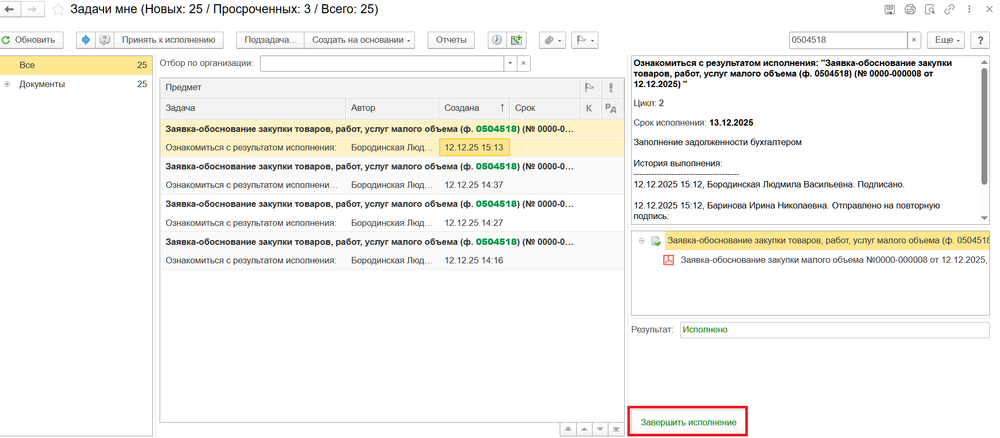 Задачи мне (Новых: 25 / Просроченных: 3 / Всего: 25)
Обновить
Принять к исполнению
Подзадача...
Создать на основании
Отчеты
0504518
×
Еще
?
Все 25
Документы 25
Отбор по организации:
×
Предмет
Задача Автор Создана ↑ Срок К Рд
Заявка-обоснование закупки товаров, работ, услуг малого объема (ф. 0504518) (№ 0000-0...
Ознакомиться с результатом исполнения: Бородинская Люд... 12.12.25 15:13
Заявка-обоснование закупки товаров, работ, услуг малого объема (ф. 0504518) (№ 0000-0...
Ознакомиться с результатом исполнени... Бородинская Люд... 12.12.25 14:37
Заявка-обоснование закупки товаров, работ, услуг малого объема (ф. 0504518) (№ 0000-0...
Ознакомиться с результатом исполнения: Бородинская Люд... 12.12.25 14:27
Заявка-обоснование закупки товаров, работ, услуг малого объема (ф. 0504518) (№ 0000-0...
Ознакомиться с результатом исполнения: Бородинская Люд... 12.12.25 14:16
Ознакомиться с результатом исполнения: "Заявка-обоснование закупки
товаров, работ, услуг малого объема (ф. 0504518) (№ 0000-000008 от
12.12.2025) "
Цикл: 2
Срок исполнения: 13.12.2025
Заполнение задолженности бухгалтером
История выполнения:
------------------------------------
12.12.2025 15:12, Бородинская Людмила Васильевна. Подписано.
12.12.2025 15:12, Баринова Ирина Николаевна. Отправлено на повторную
подпись:
Заявка-обоснование закупки товаров, работ, услуг малого объема (ф. 0504518
Заявка-обоснование закупки малого объема №0000-000008 от 12.12.2025,
Результат: Исполнено
Завершить исполнение